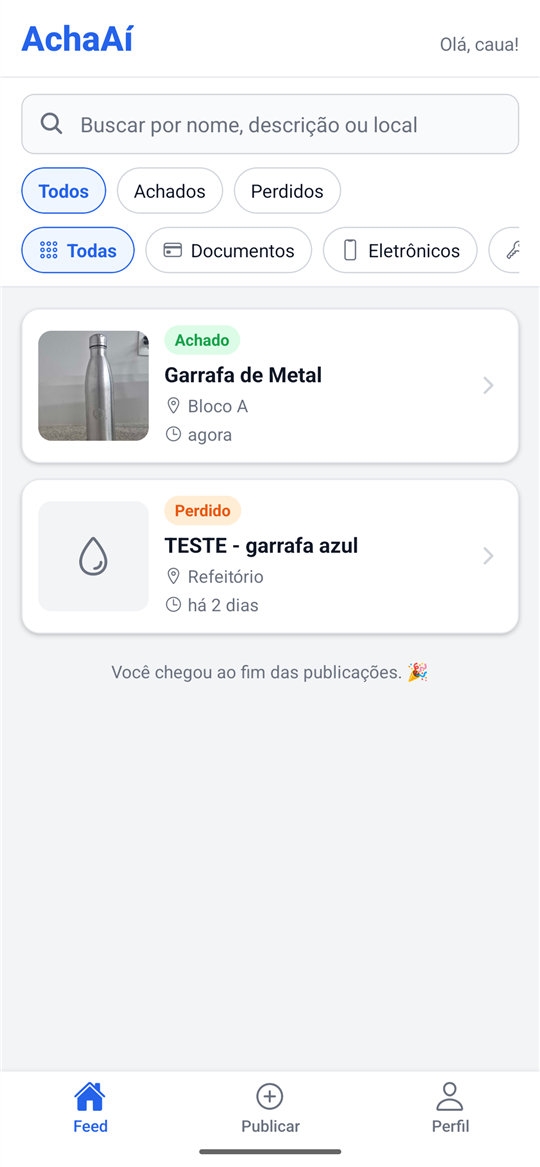 AchaAí
Olá, caua!
Buscar por nome, descrição ou local
Todos Achados Perdidos
Todas Documentos Eletrônicos
Achado
Garrafa de Metal
Bloco A
agora
Perdido
TESTE - garrafa azul
Refeitório
há 2 dias
Você chegou ao fim das publicações. 🎉
Feed Publicar Perfil